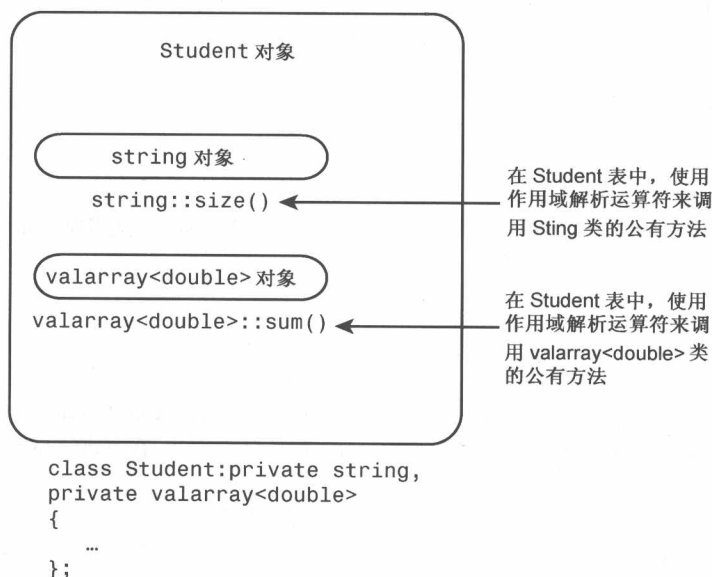 Student 对象
string 对象
string::size()
在 Student 表中，使用
作用域解析运算符来调
用 Sting 类的公有方法
valarray<double> 对象
valarray<double>::sum()
在 Student 表中，使用
作用域解析运算符来调
用 valarray<double> 类
的公有方法
class Student:private string,
private valarray<double>
{
…
};